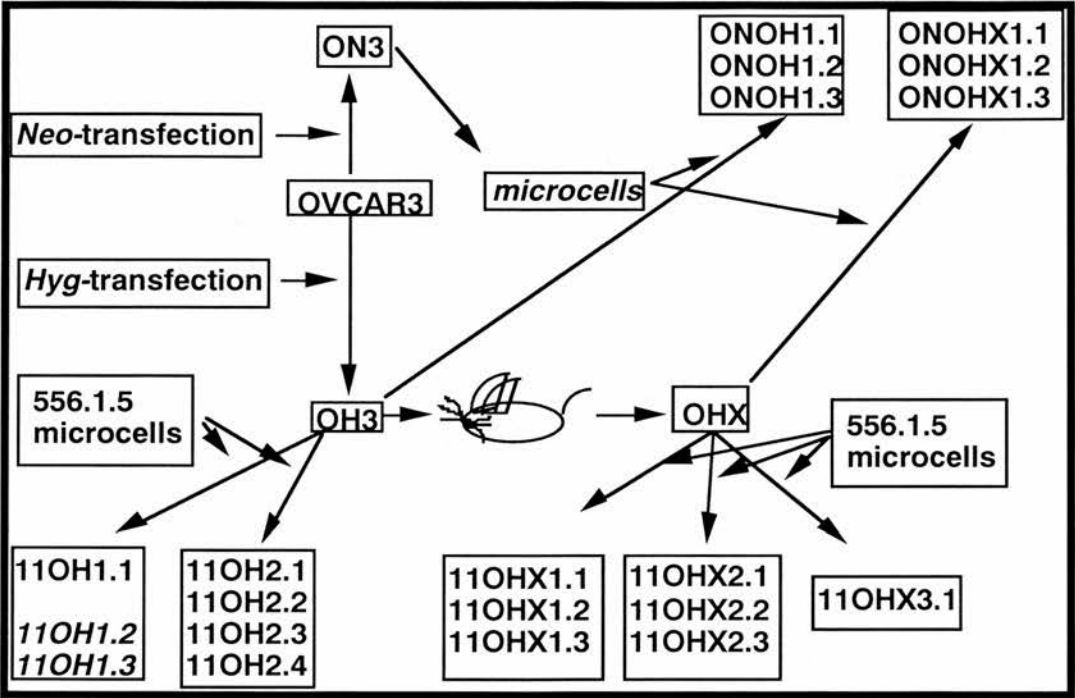 ON3
ONOH1.1
ONOH1.2
ONOH1.3
ONOHX1.1
ONOHX1.2
ONOHX1.3
Neo-transfection
microcells
OVCAR3
Hyg-transfection
556.1.5
microcells
OH3
OHX
556.1.5
microcells
11OH1.1
11OH1.2
11OH1.3
11OH2.1
11OH2.2
11OH2.3
11OH2.4
11OHX1.1
11OHX1.2
11OHX1.3
11OHX2.1
11OHX2.2
11OHX2.3
11OHX3.1